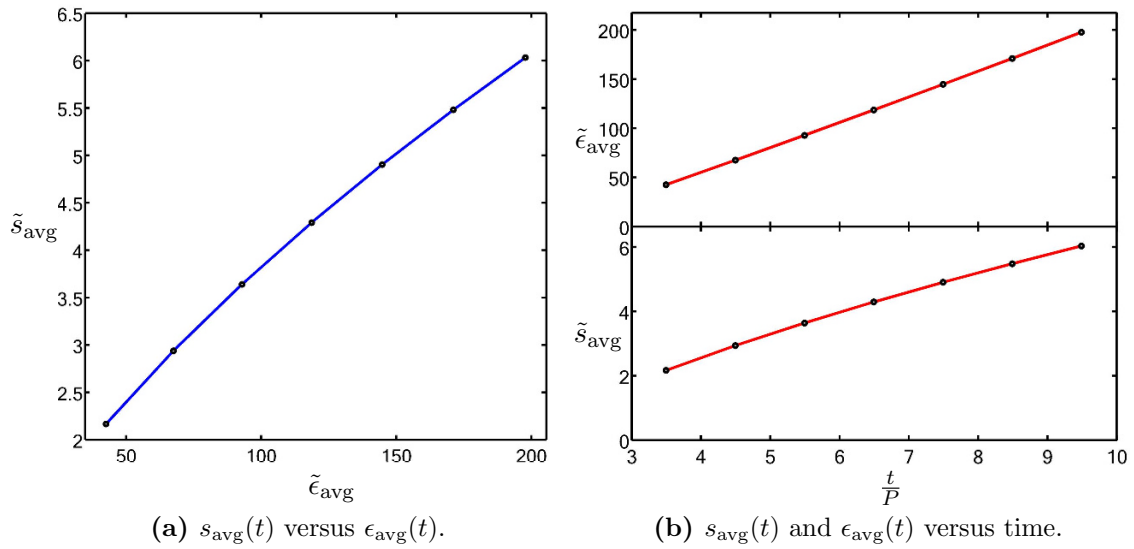 6.5
6
5.5
5
4.5
4
3.5
3
2.5
2
s̃avg
50
100
150
200
ϵ̃avg
(a) savg(t) versus ϵavg(t).
200
150
100
50
0
ϵ̃avg
6
4
2
0
s̃avg
3 4 5 6 7 8 9 10
t/P
(b) savg(t) and ϵavg(t) versus time.